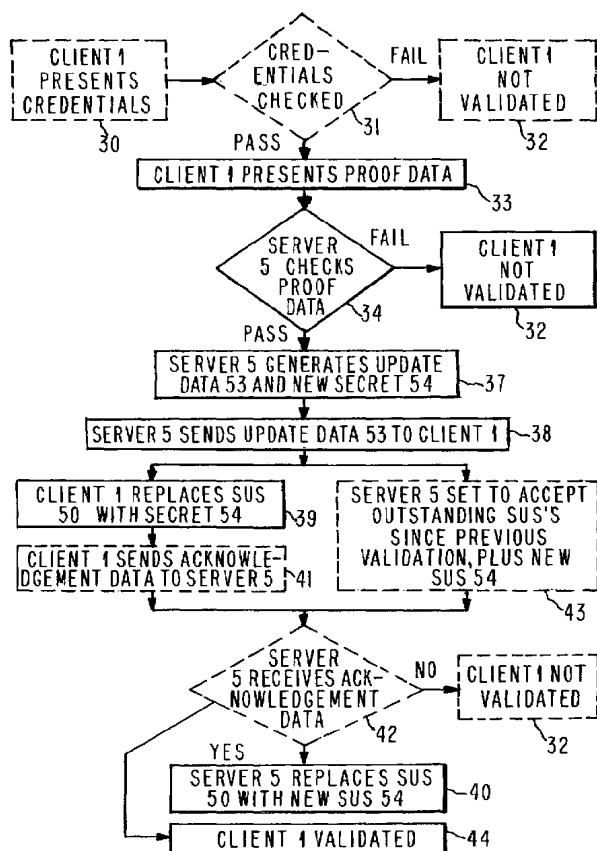 CLIENT 1
PRESENTS
CREDENTIALS
30
CRED-
ENTIALS
CHECKED
31
FAIL
CLIENT 1
NOT
VALIDATED
32
PASS
CLIENT 1 PRESENTS PROOF DATA
33
SERVER
5 CHECKS
PROOF
DATA
34
FAIL
CLIENT 1
NOT
VALIDATED
32
PASS
SERVER 5 GENERATES UPDATE
DATA 53 AND NEW SECRET 54
37
SERVER 5 SENDS UPDATE DATA 53 TO CLIENT 1
38
CLIENT 1 REPLACES SUS
50 WITH SECRET 54
39
CLIENT 1 SENDS ACKNOWLE-
DGEMENT DATA TO SERVER 5
41
SERVER 5 SET TO ACCEPT
OUTSTANDING SUS'S
SINCE PREVIOUS
VALIDATION, PLUS NEW
SUS 54
43
SERVER
5 RECEIVES ACK-
NOWLEDGEMENT
DATA
42
NO
CLIENT 1 NOT
VALIDATED
32
YES
SERVER 5 REPLACES SUS
50 WITH NEW SUS 54
40
CLIENT 1 VALIDATED
44